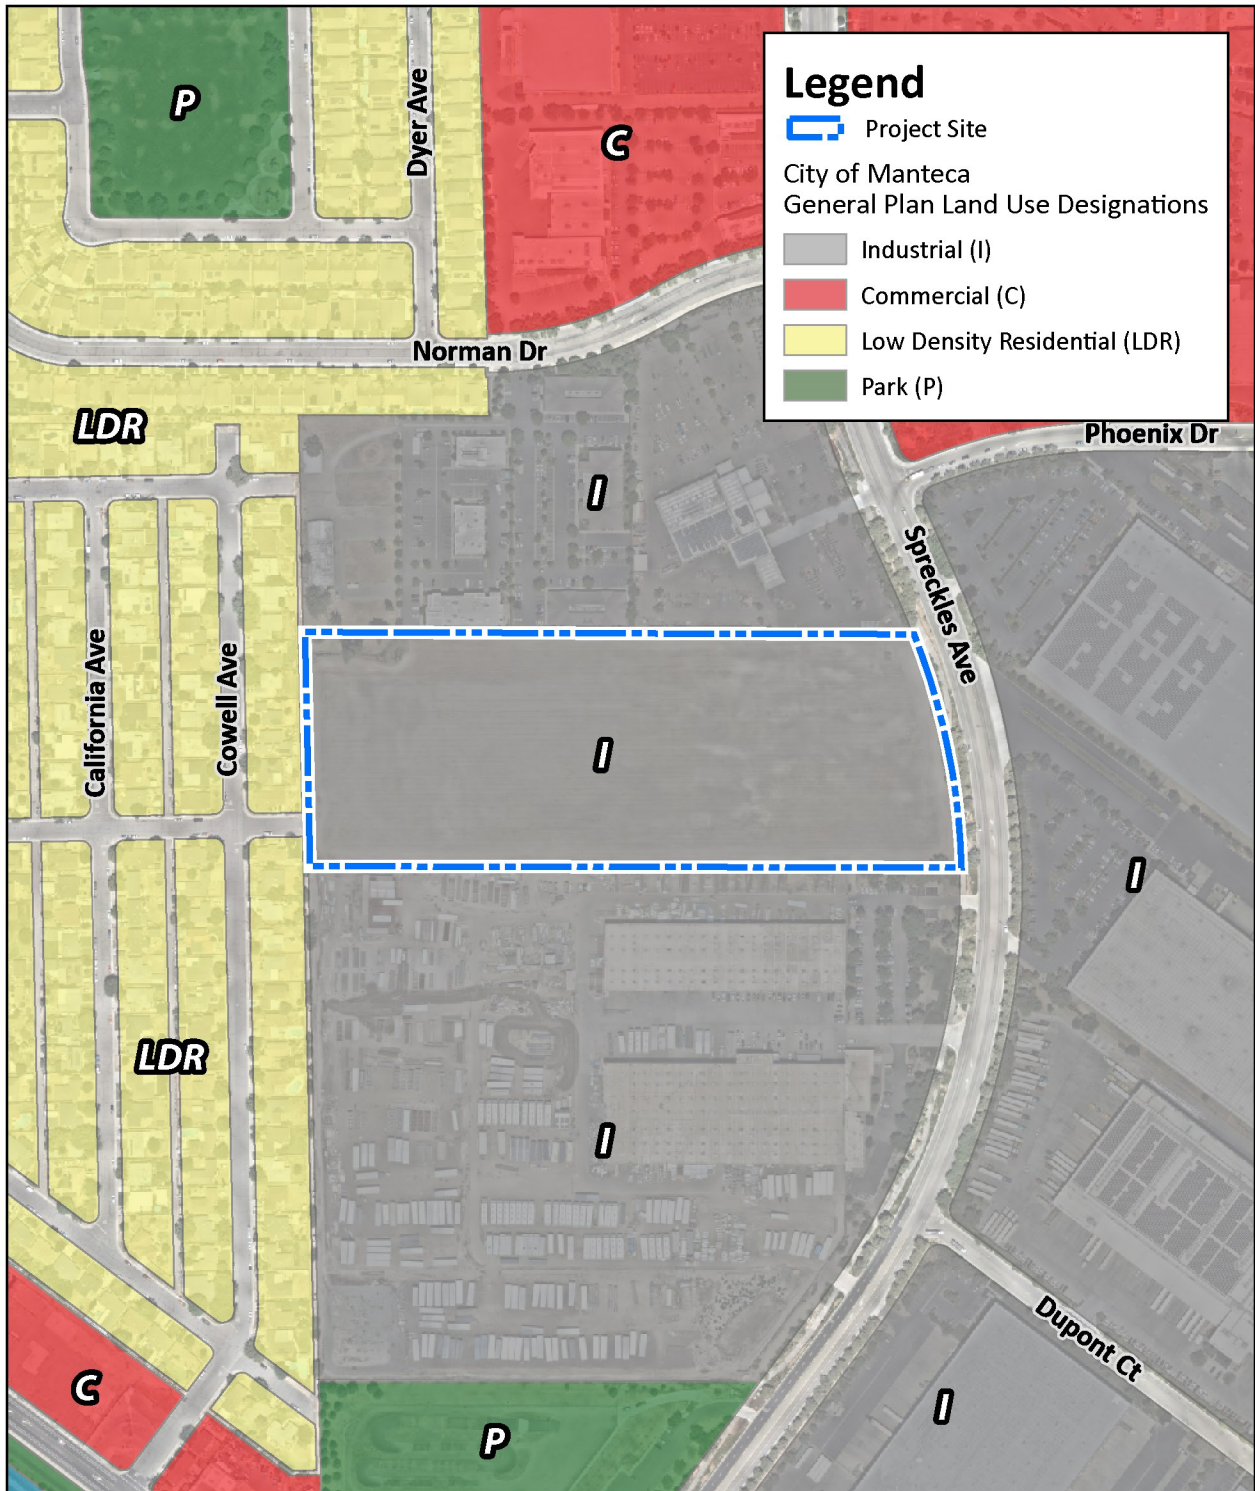 P
Dyer Ave
C
Legend
Project Site
City of Manteca
General Plan Land Use Designations
Industrial (I)
Commercial (C)
Low Density Residential (LDR)
Park (P)
Norman Dr
LDR
Phoenix Dr
I
Spreckles Ave
California Ave
Cowell Ave
I
I
LDR
I
Dupont Ct
C
I
P